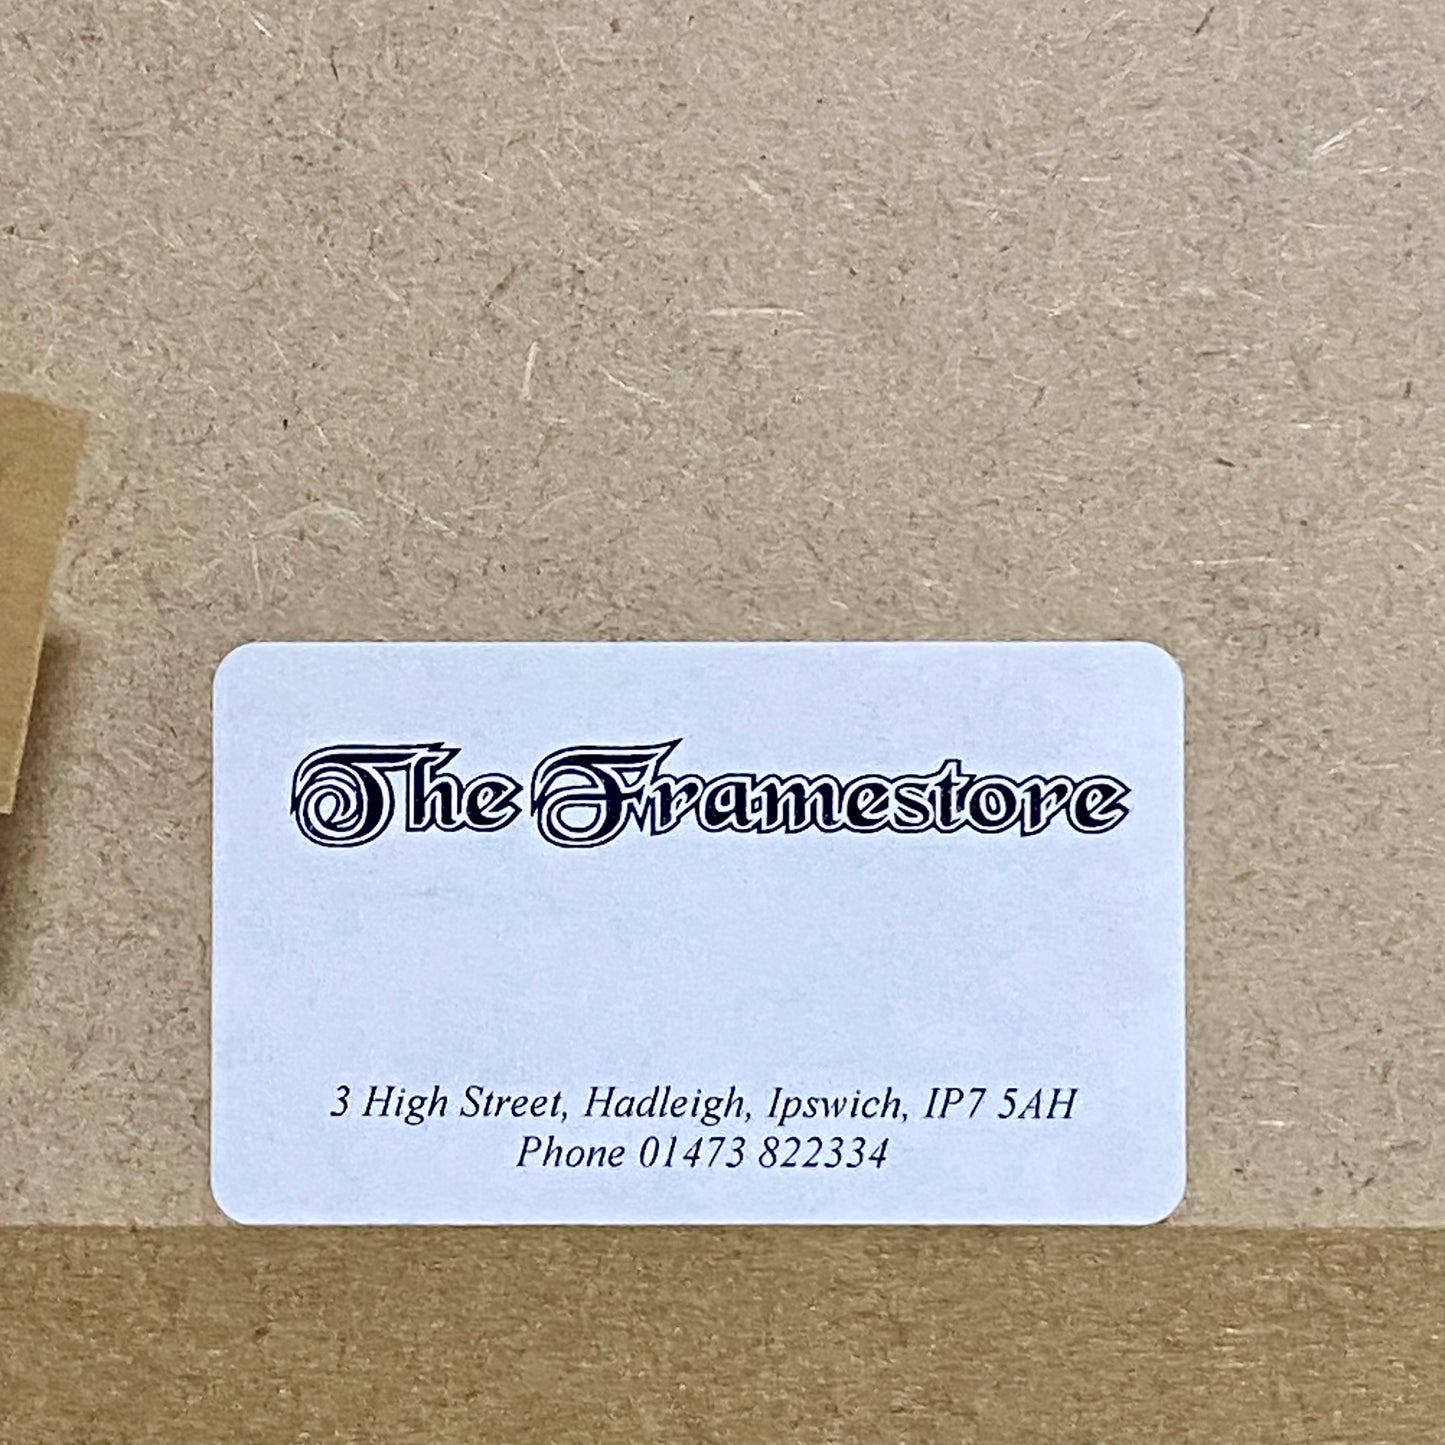 The Framestore
3 High Street, Hadleigh, Ipswich, IP7 5AH
Phone 01473 822334